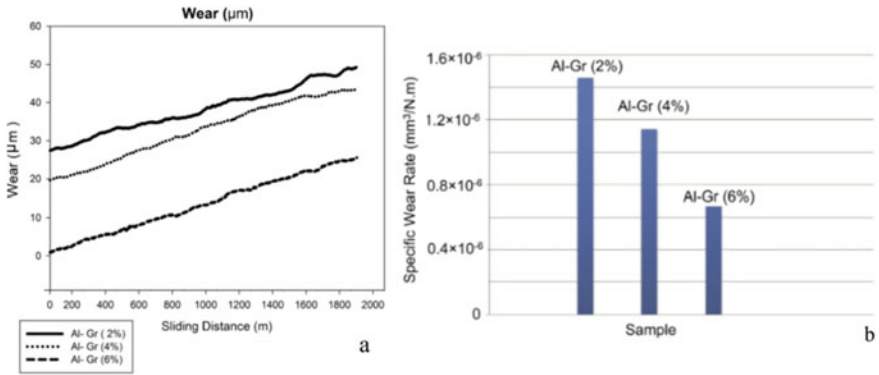 Wear (μm)
60
50
40
30
20
10
0
Wear (μm)
0 200 400 600 800 1000 1200 1400 1600 1800 2000
Sliding Distance (m)
Al- Gr ( 2%)
Al- Gr (4%)
Al- Gr (6%)
a
1.6×10⁻⁶
1.2×10⁻⁶
0.8×10⁻⁶
0.4×10⁻⁶
0
Specific Wear Rate (mm³/N.m)
Al-Gr (2%)
Al-Gr (4%)
Al-Gr (6%)
Sample
b